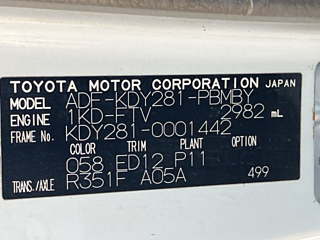 TOYOTA MOTOR CORPORATION JAPAN
MODEL ADF-KDY281-PBMBY
ENGINE 1KD-FTV 2982 mL
FRAME No. KDY281-0001442
COLOR TRIM PLANT OPTION
058 ED12 P11
TRANS./AXLE R351F A05A 499